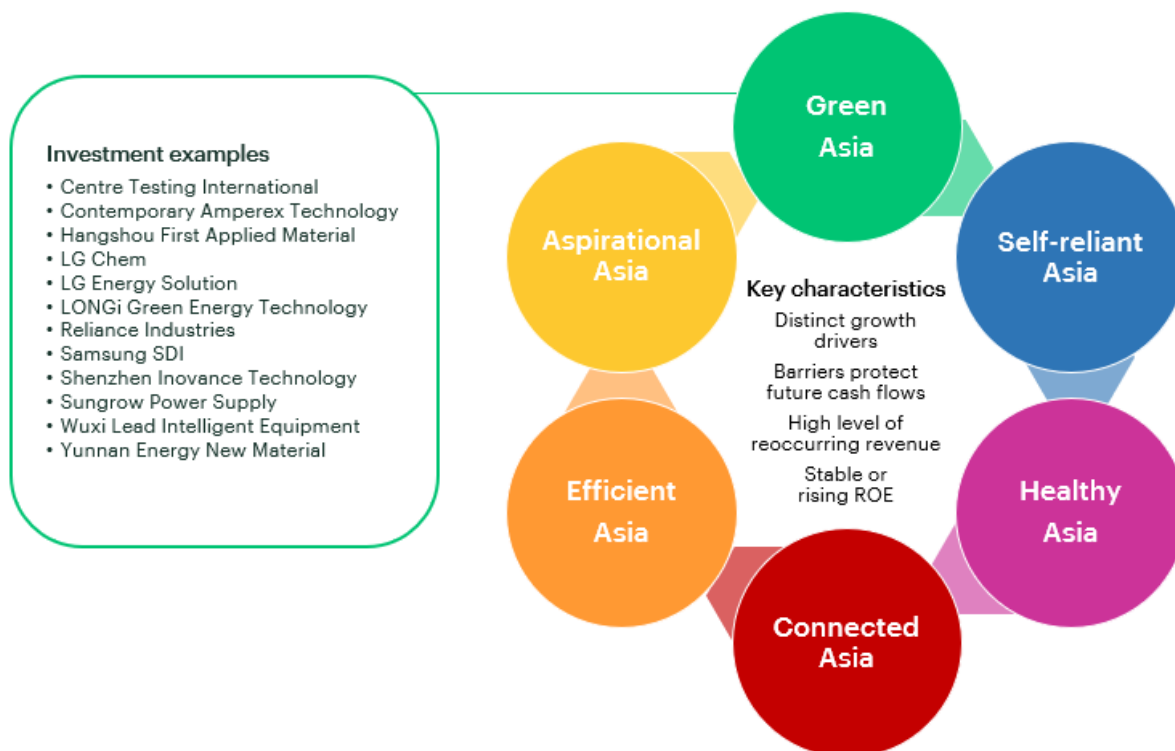 Investment examples
• Centre Testing International
• Contemporary Amperex Technology
• Hangshou First Applied Material
• LG Chem
• LG Energy Solution
• LONGi Green Energy Technology
• Reliance Industries
• Samsung SDI
• Shenzhen Inovance Technology
• Sungrow Power Supply
• Wuxi Lead Intelligent Equipment
• Yunnan Energy New Material
Green
Asia
Self-reliant
Asia
Healthy
Asia
Connected
Asia
Efficient
Asia
Aspirational
Asia
Key characteristics
Distinct growth
drivers
Barriers protect
future cash flows
High level of
reoccurring revenue
Stable or
rising ROE